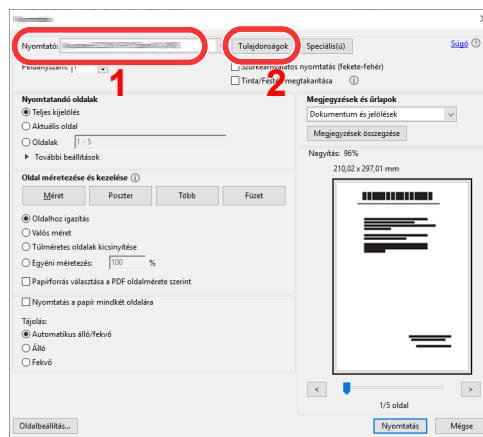 Nyomtató:
Tulajdonságok
Speciális(ú)
Súgó
1
2
Példányszám: 1
Szürkeárnyalatos nyomtatás (fekete-fehér)
Tinta/Festék megtakarítása
Nyomtatandó oldalak
Teljes kijelölés
Aktuális oldal
Oldalak 1 - 5
További beállítások
Oldal méretezése és kezelése
Méret Poszter Több Füzet
Oldalhoz igazítás
Valós méret
Túlméretes oldalak kicsinyítése
Egyéni méretezés: 100 %
Papírforrás választása a PDF oldalmérete szerint
Nyomtatás a papír mindkét oldalára
Tájolás:
Automatikus álló/fekvő
Álló
Fekvő
Megjegyzések és űrlapok
Dokumentum és jelölések
Megjegyzések összegzése
Nagyítás: 96%
210,02 x 297,01 mm
< >
1/5 oldal
Oldalbeállítás...
Nyomtatás Mégse